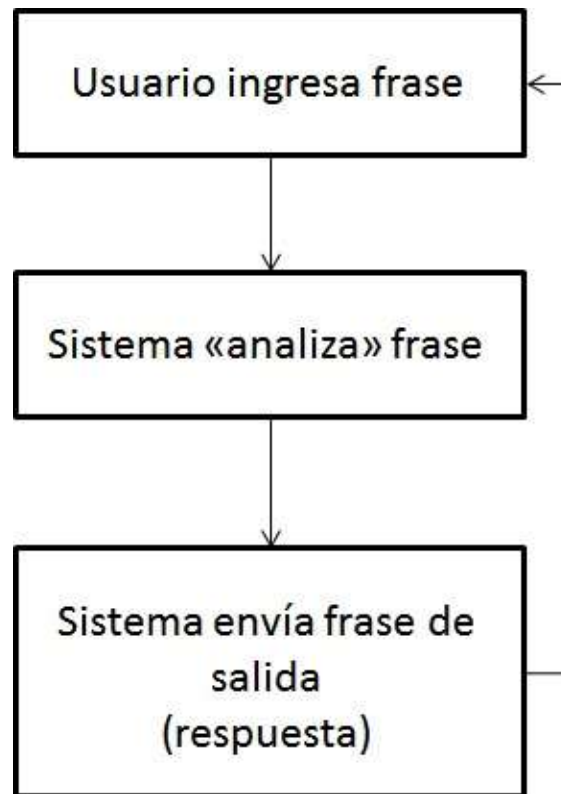 Usuario ingresa frase
Sistema «analiza» frase
Sistema envía frase de
salida
(respuesta)